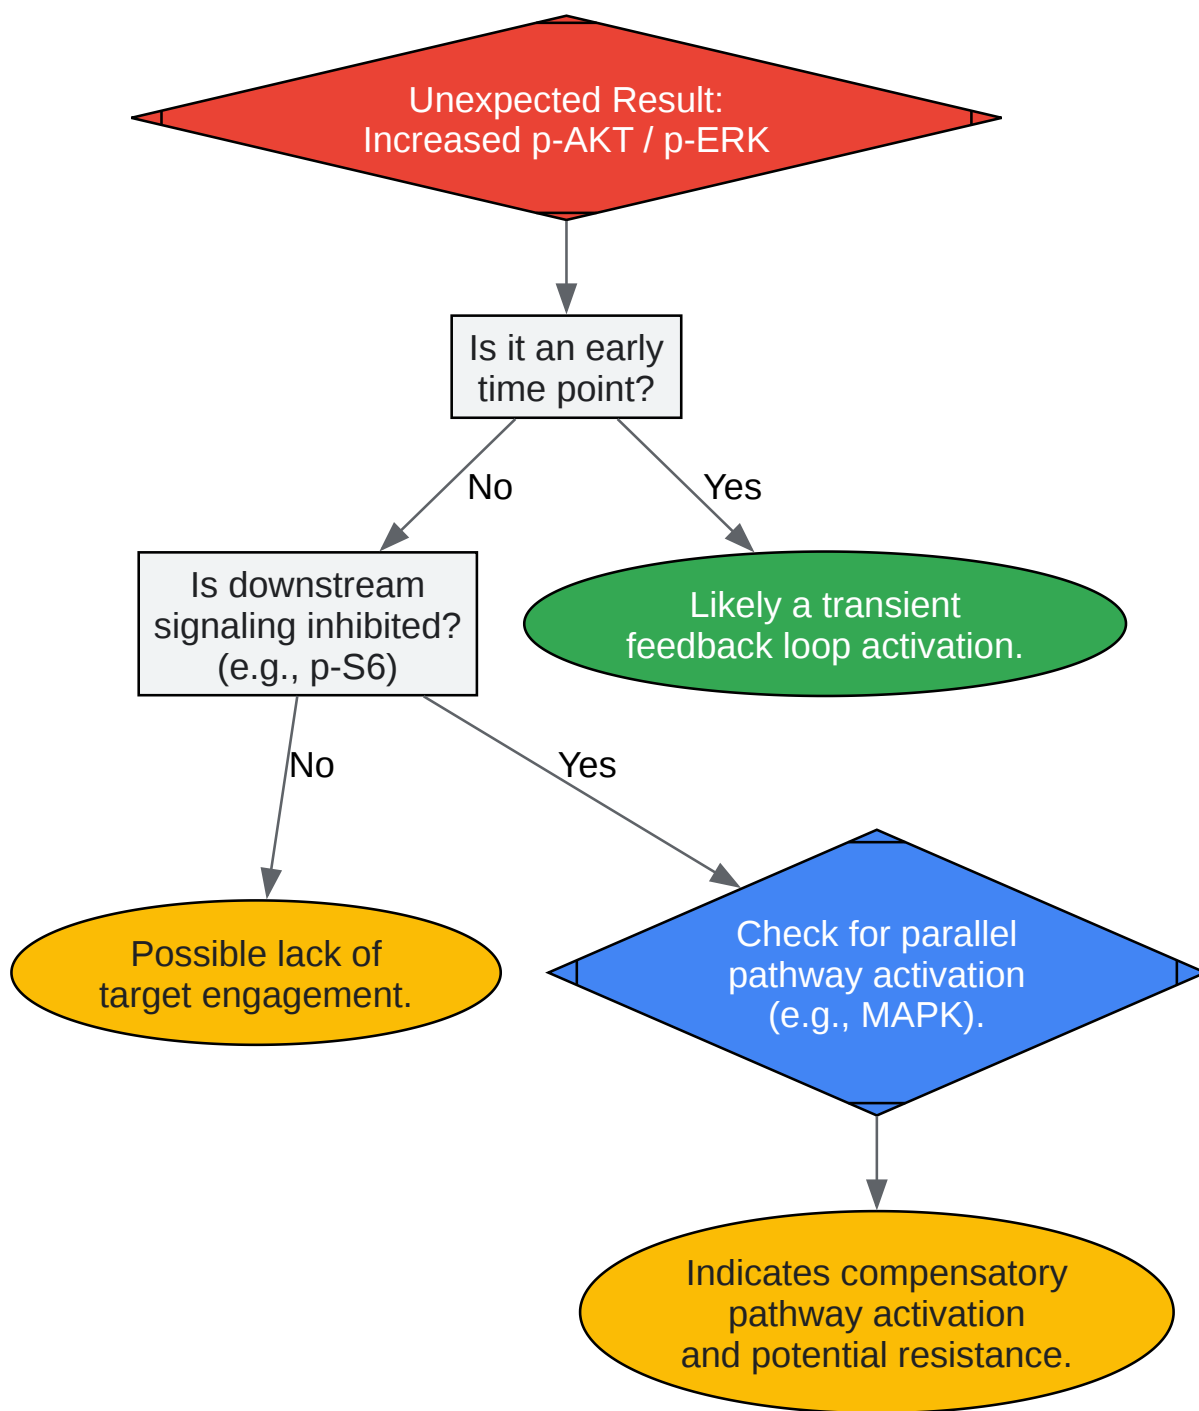 Unexpected Result:
Increased p-AKT / p-ERK
Is it an early
time point?
No
Yes
Is downstream
signaling inhibited?
(e.g., p-S6)
Likely a transient
feedback loop activation.
No
Yes
Possible lack of
target engagement.
Check for parallel
pathway activation
(e.g., MAPK).
Indicates compensatory
pathway activation
and potential resistance.